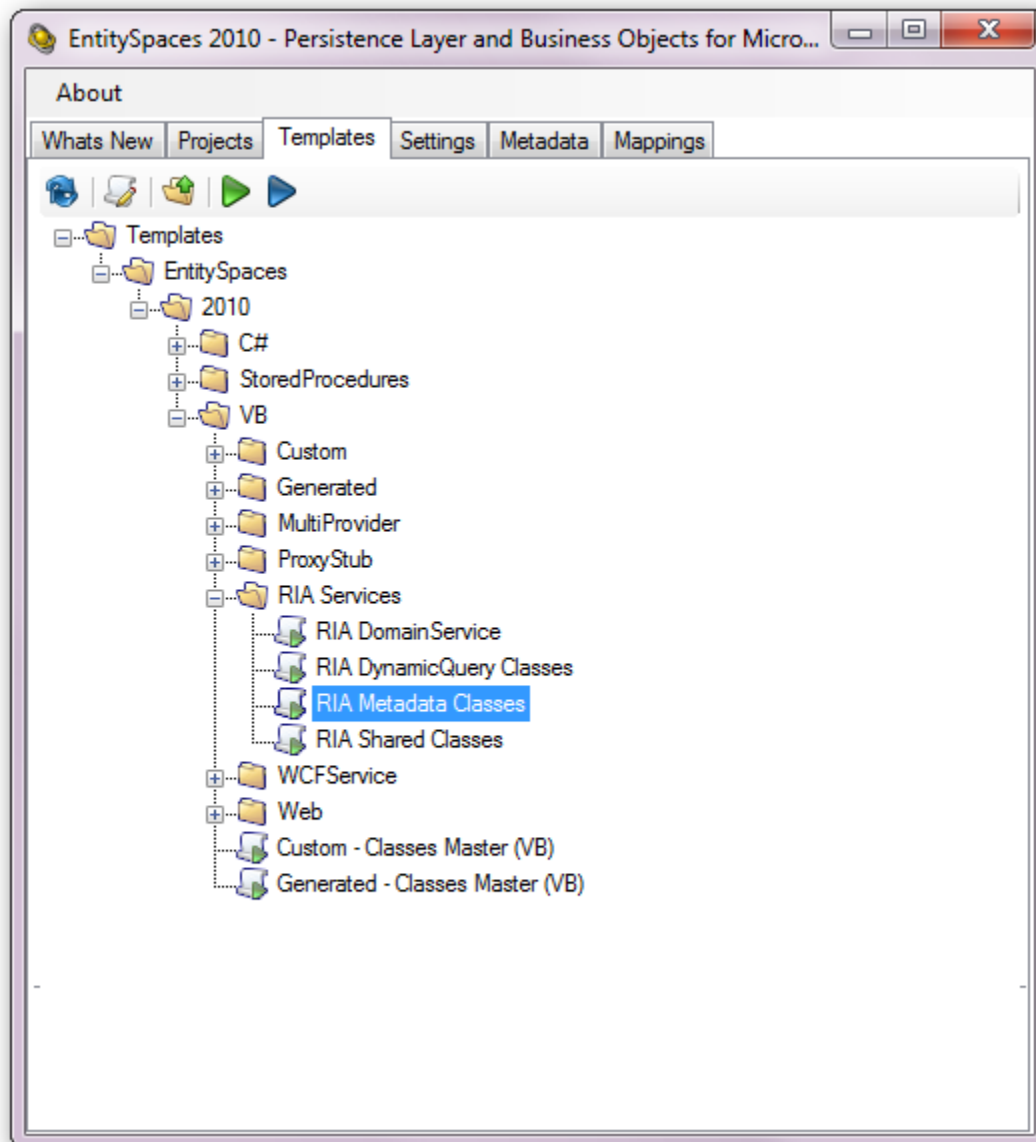 EntitySpaces 2010 - Persistence Layer and Business Objects for Micro...
About
Whats New Projects Templates Settings Metadata Mappings
Templates
EntitySpaces
2010
C#
StoredProcedures
VB
Custom
Generated
MultiProvider
ProxyStub
RIA Services
RIA DomainService
RIA DynamicQuery Classes
RIA Metadata Classes
RIA Shared Classes
WCFService
Web
Custom - Classes Master (VB)
Generated - Classes Master (VB)